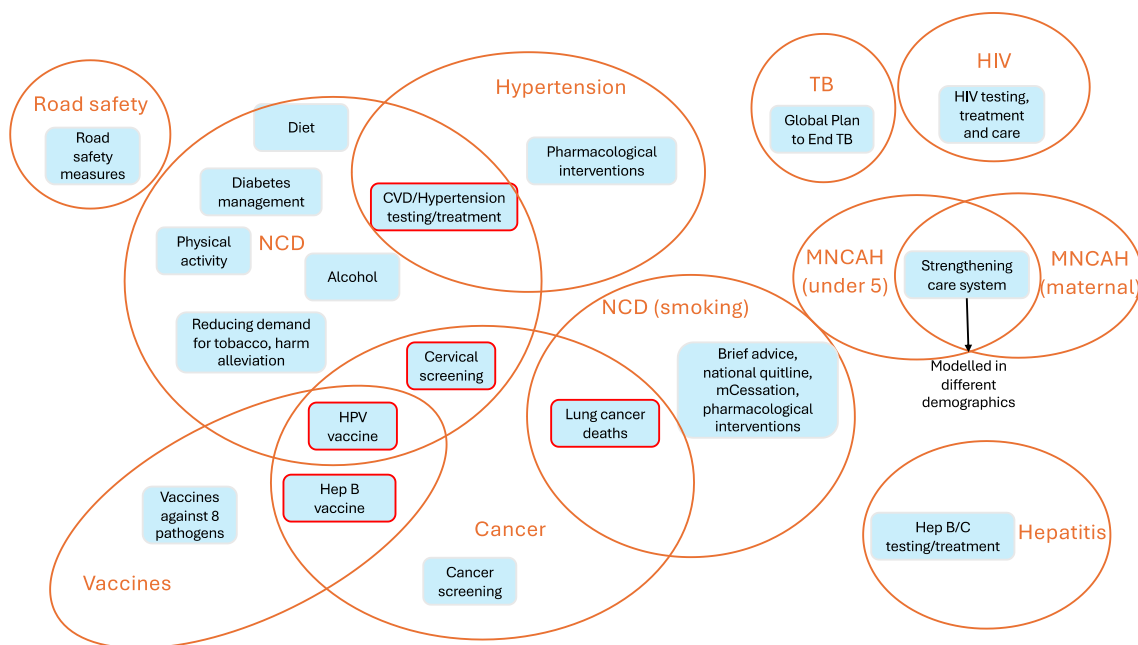 Road safety
Road
safety
measures
Diet
Diabetes
management
Physical
activity
NCD
Alcohol
Reducing demand
for tobacco, harm
alleviation
Hypertension
Pharmacological
interventions
CVD/Hypertension
testing/treatment
TB
Global Plan
to End TB
HIV
HIV testing,
treatment
and care
MNCAH
(under 5)
Strengthening
care system
MNCAH
(maternal)
Modelled in
different
demographics
NCD (smoking)
Brief advice,
national quitline,
mCessation,
pharmacological
interventions
Lung cancer
deaths
Cervical
screening
HPV
vaccine
Hep B
vaccine
Vaccines
against 8
pathogens
Vaccines
Cancer
Cancer
screening
Hep B/C
testing/treatment
Hepatitis